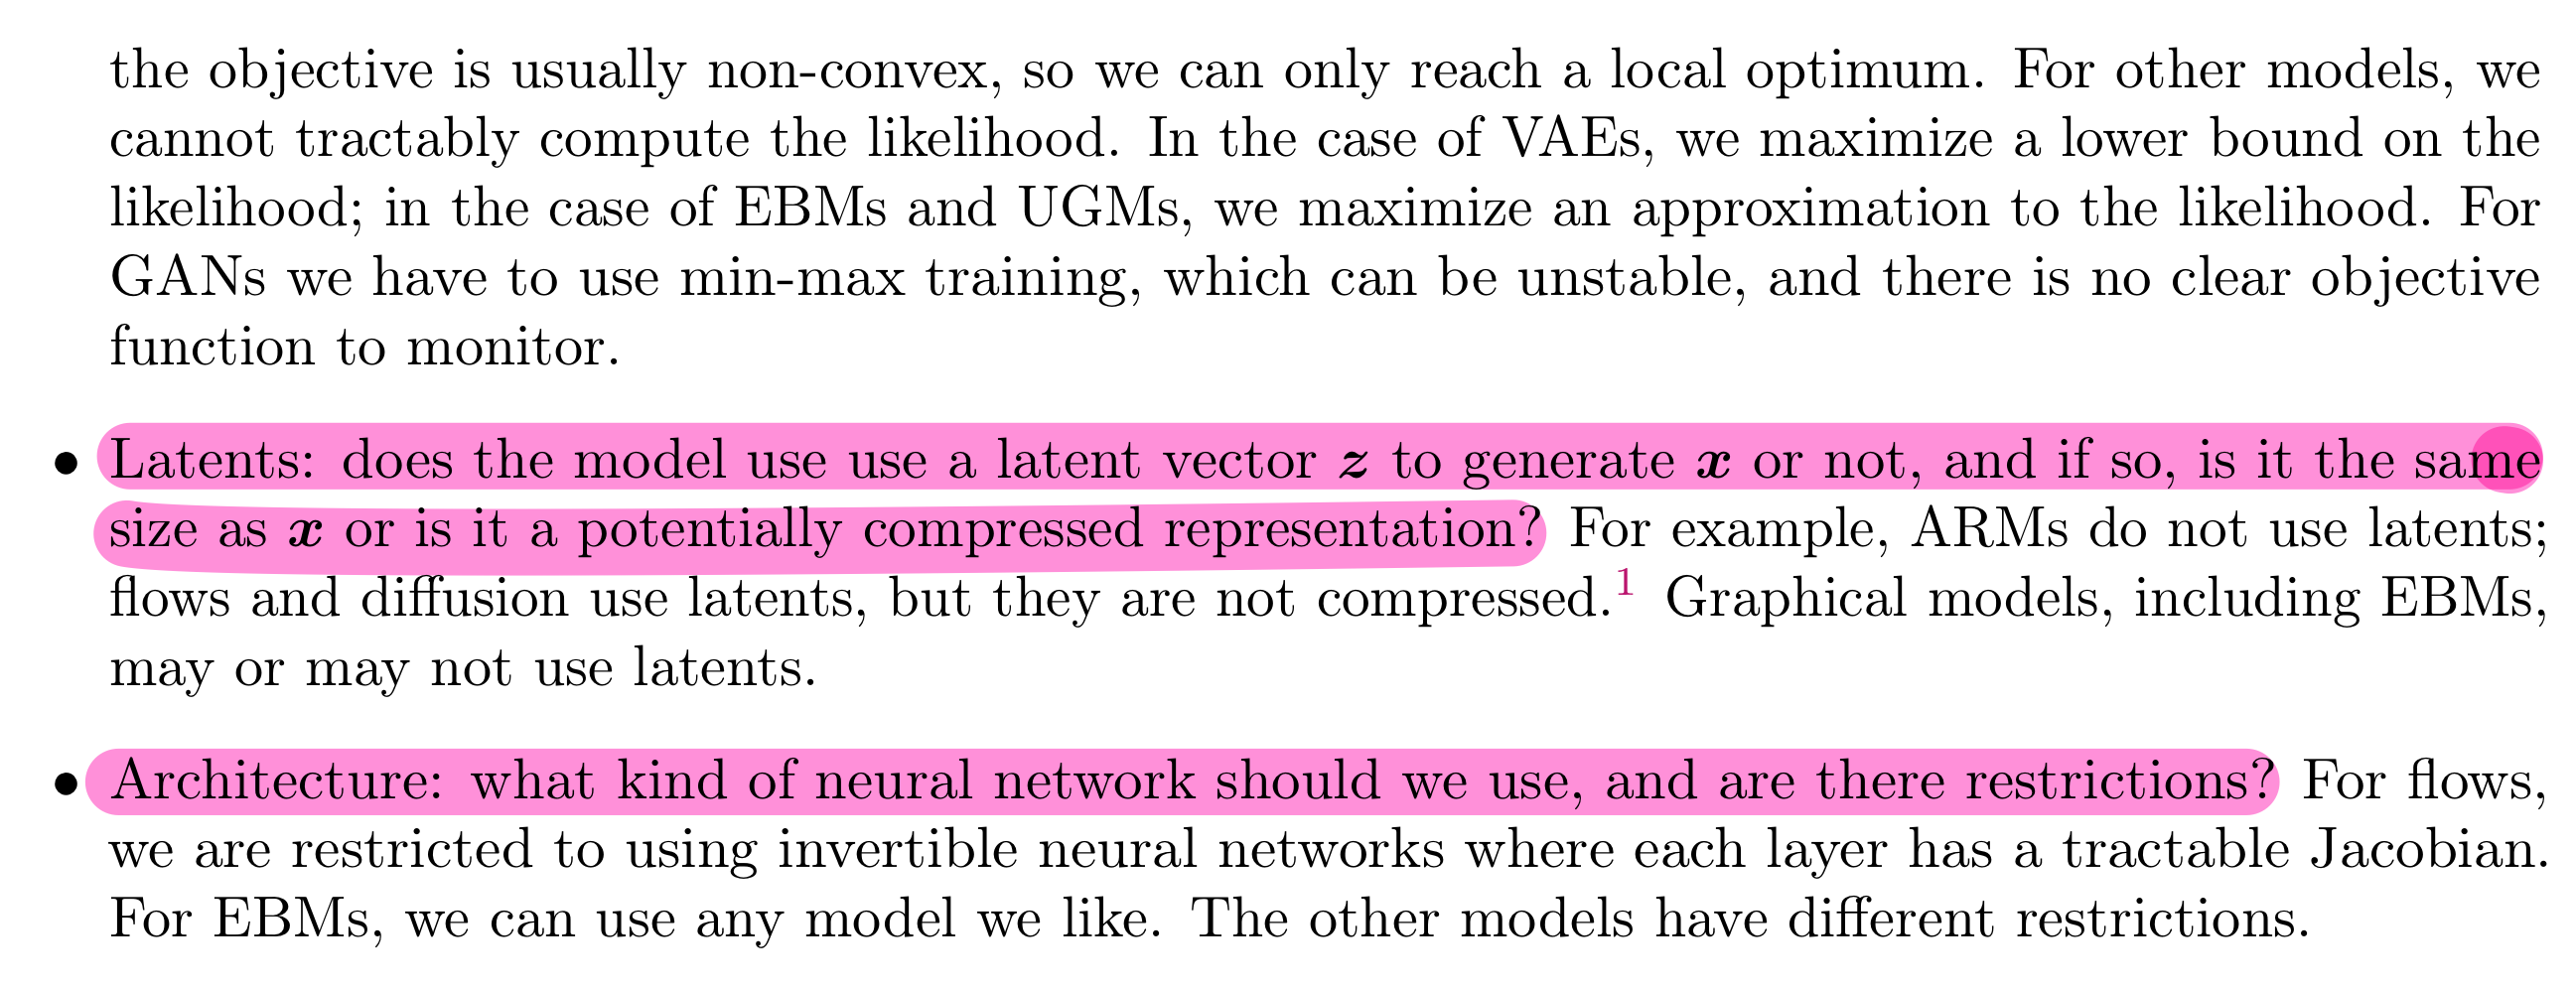 the objective is usually non-convex, so we can only reach a local optimum. For other models, we
cannot tractably compute the likelihood. In the case of VAEs, we maximize a lower bound on the
likelihood; in the case of EBMs and UGMs, we maximize an approximation to the likelihood. For
GANs we have to use min-max training, which can be unstable, and there is no clear objective
function to monitor.
• Latents: does the model use use a latent vector z to generate x or not, and if so, is it the same
size as x or is it a potentially compressed representation? For example, ARMs do not use latents;
flows and diffusion use latents, but they are not compressed.1 Graphical models, including EBMs,
may or may not use latents.
• Architecture: what kind of neural network should we use, and are there restrictions? For flows,
we are restricted to using invertible neural networks where each layer has a tractable Jacobian.
For EBMs, we can use any model we like. The other models have different restrictions.